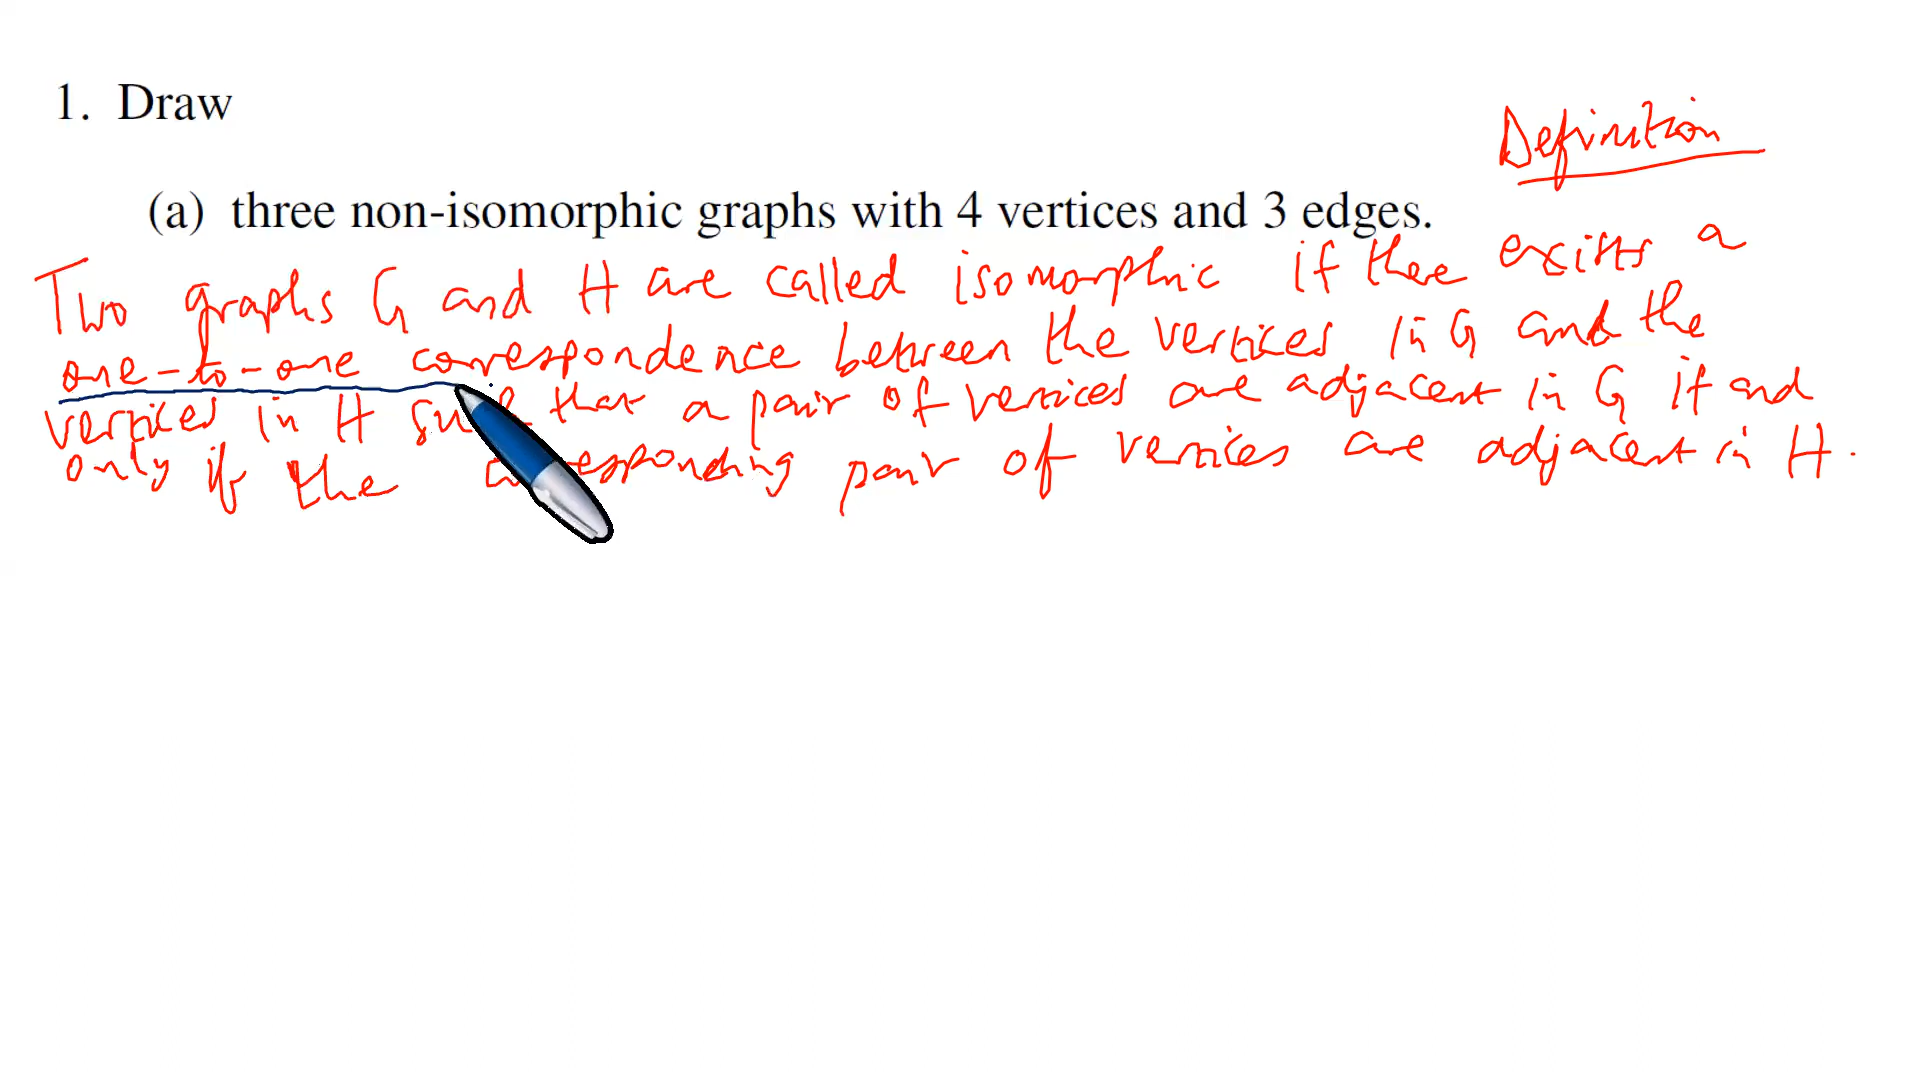 1. Draw
Definition
(a) three non-isomorphic graphs with 4 vertices and 3 edges.
Two graphs G and H are called isomorphic if there exists a
one-to-one correspondence between the vertices in G and the
vertices in H such that a pair of vertices are adjacent in G if and
only if the corresponding pair of vertices are adjacent in H.